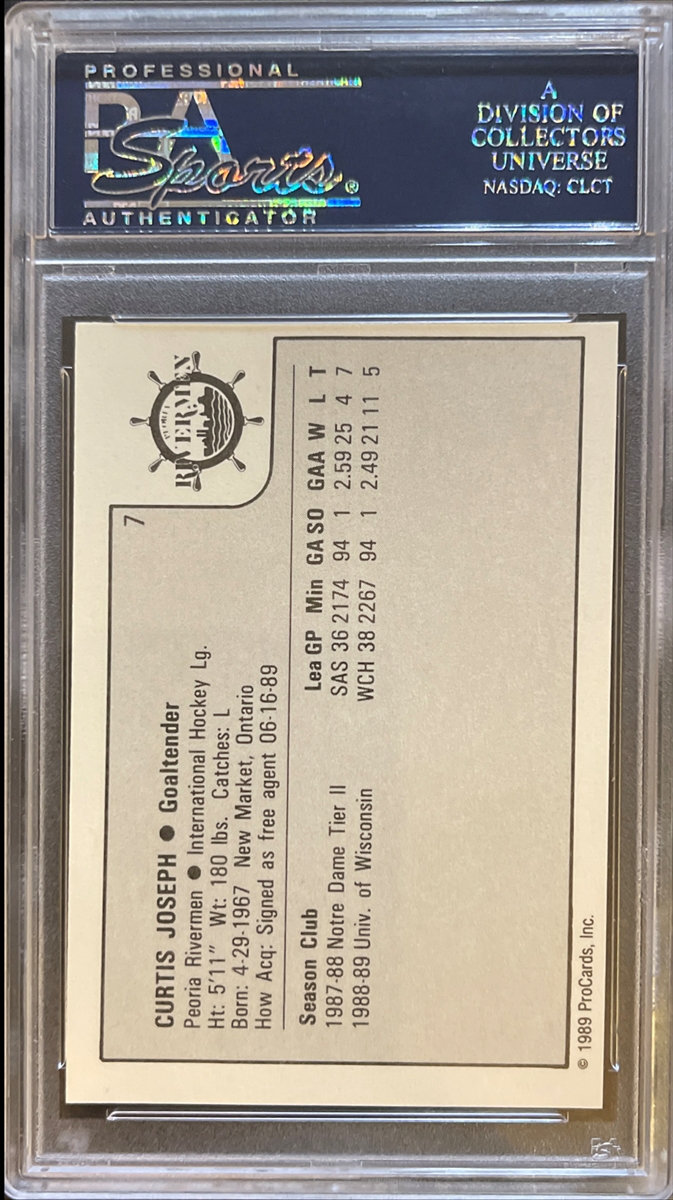 PROFESSIONAL
PSA
Sports®
AUTHENTICATOR
A
DIVISION OF
COLLECTORS
UNIVERSE
NASDAQ: CLCT
PEORIA
RIVERMEN
7
CURTIS JOSEPH ● Goaltender
Peoria Rivermen ● International Hockey Lg.
Ht: 5'11" Wt: 180 lbs. Catches: L
Born: 4-29-1967 New Market, Ontario
How Acq: Signed as free agent 06-16-89
Season Club Lea GP Min GA SO GAA W L T
1987-88 Notre Dame Tier II SAS 36 2174 94 1 2.59 25 4 7
1988-89 Univ. of Wisconsin WCH 38 2267 94 1 2.49 21 11 5
© 1989 ProCards, Inc.
PSA